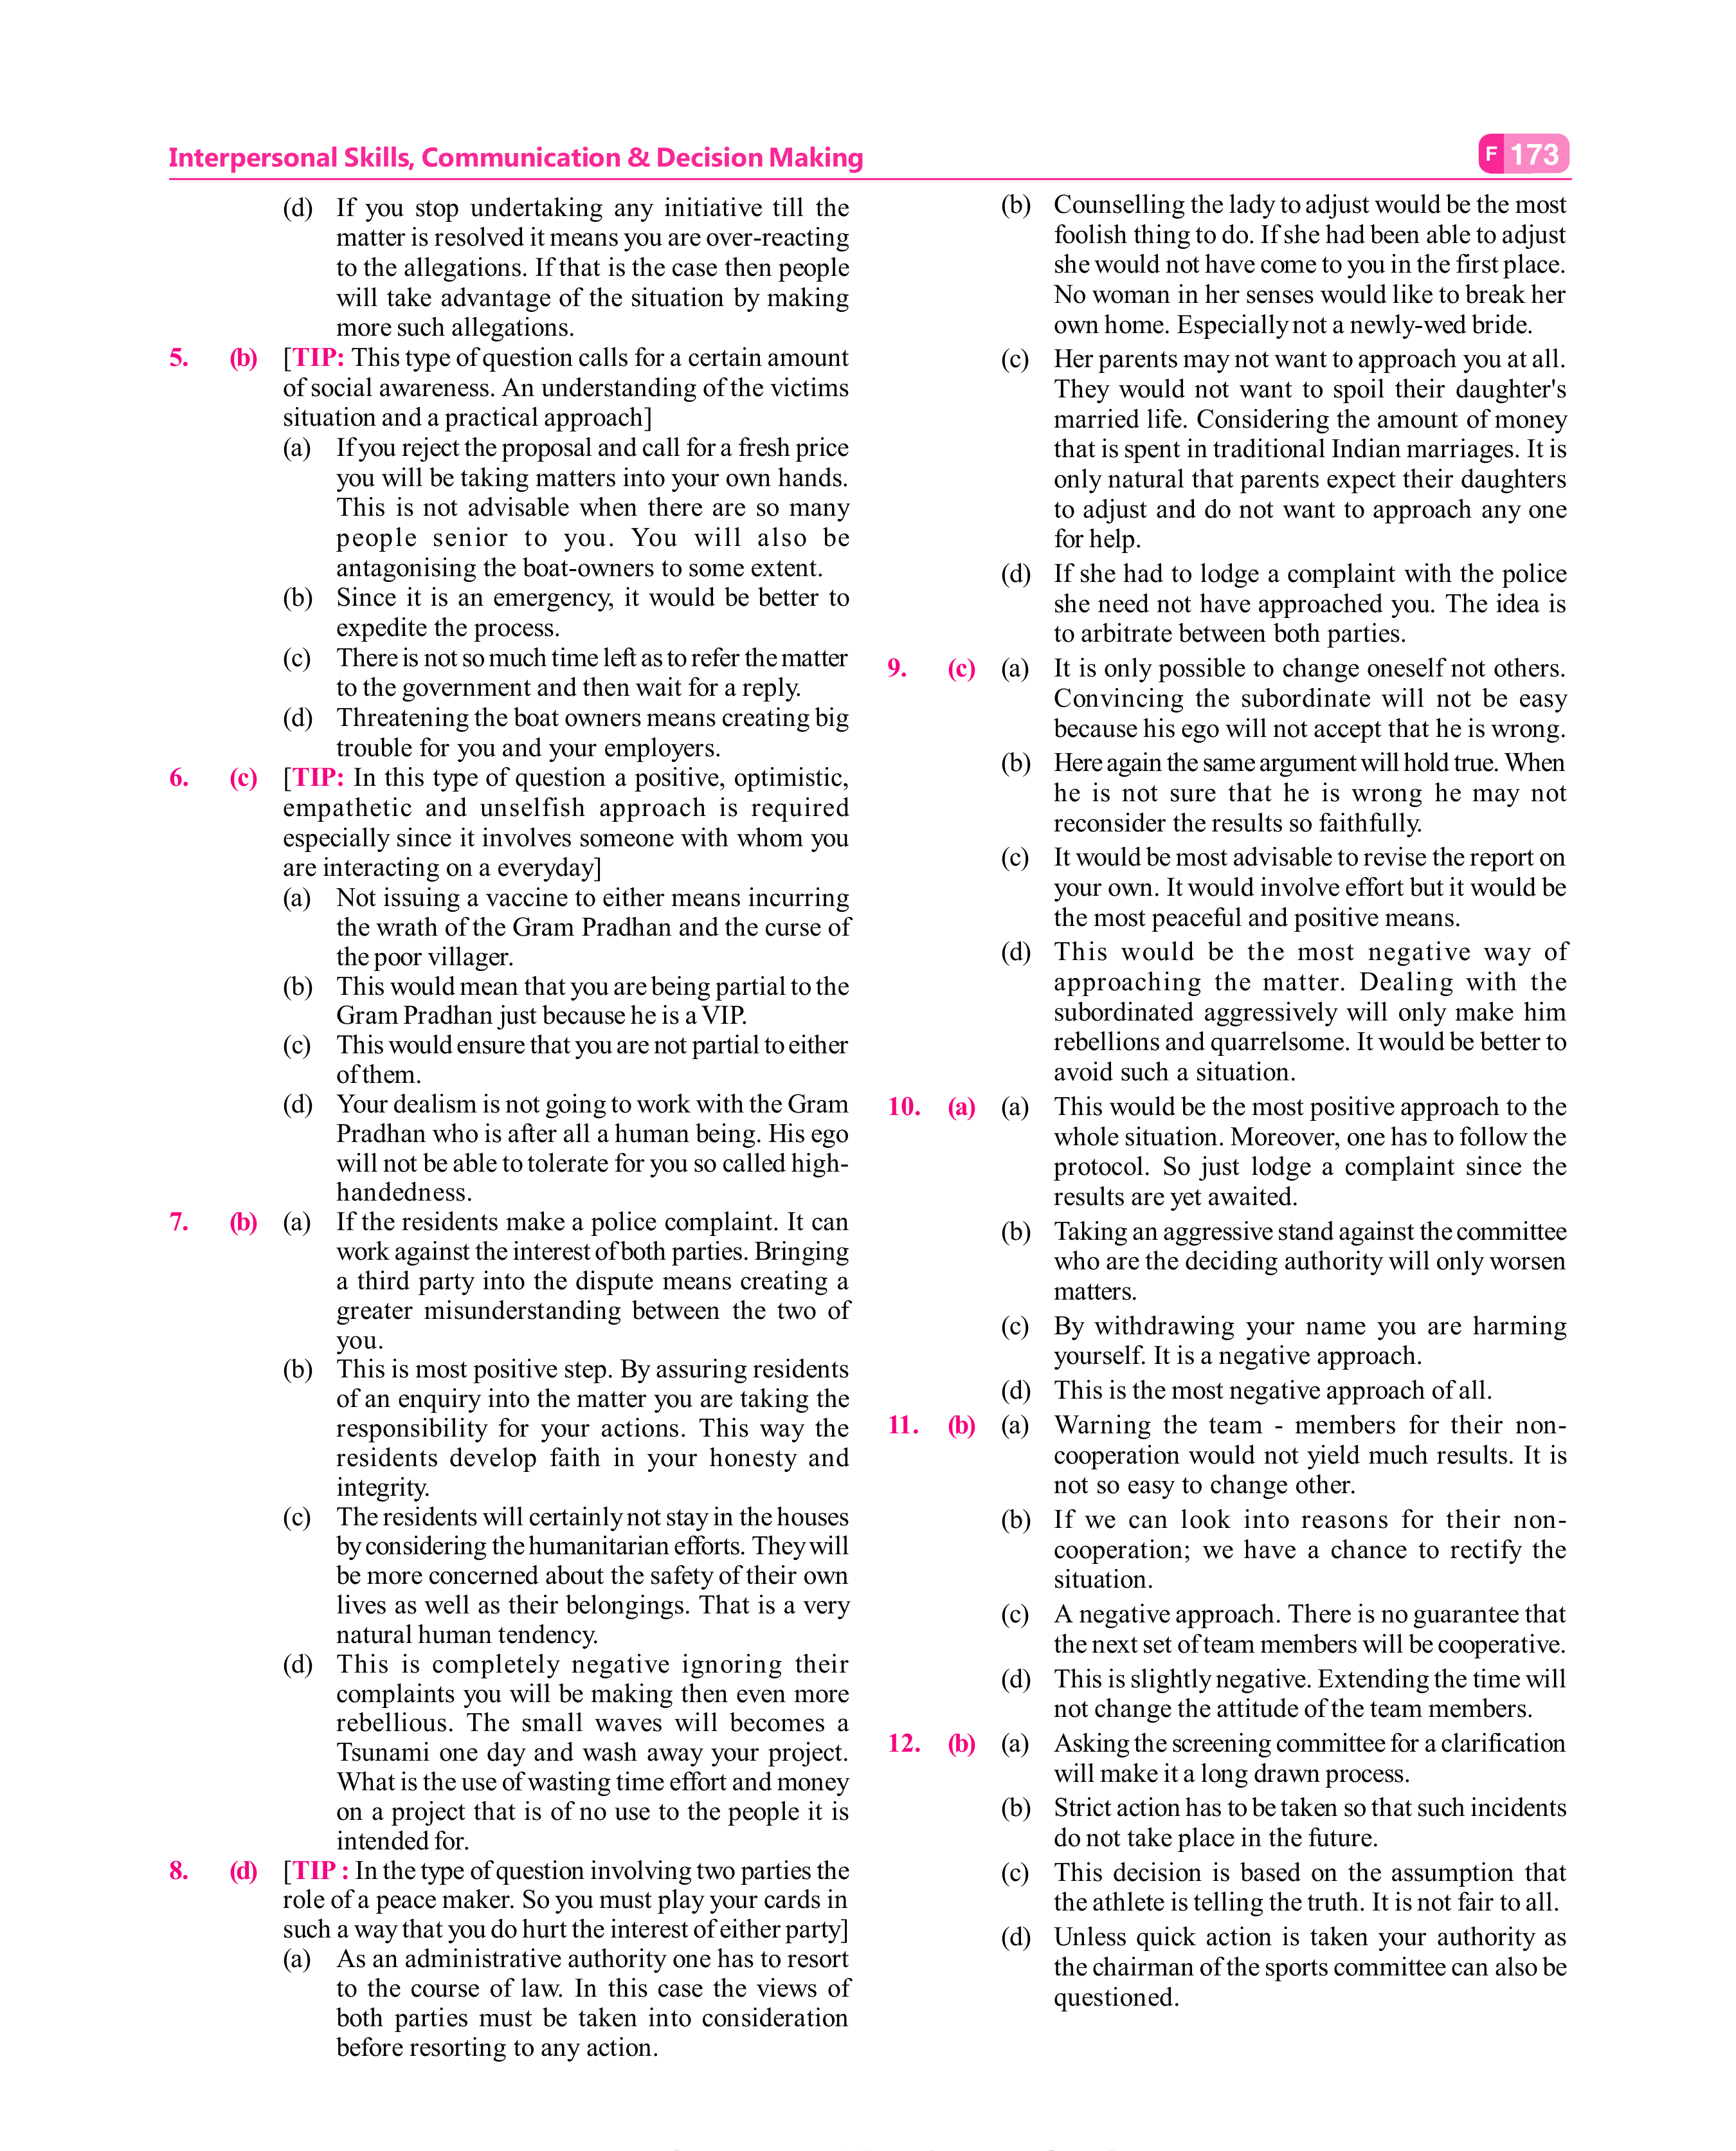 Interpersonal Skills, Communication & Decision Making
F 173
(d) If you stop undertaking any initiative till the
matter is resolved it means you are over-reacting
to the allegations. If that is the case then people
will take advantage of the situation by making
more such allegations.
5. (b) [TIP: This type of question calls for a certain amount
of social awareness. An understanding of the victims
situation and a practical approach]
(a) If you reject the proposal and call for a fresh price
you will be taking matters into your own hands.
This is not advisable when there are so many
people senior to you. You will also be
antagonising the boat-owners to some extent.
(b) Since it is an emergency, it would be better to
expedite the process.
(c) There is not so much time left as to refer the matter
to the government and then wait for a reply.
(d) Threatening the boat owners means creating big
trouble for you and your employers.
6. (c) [TIP: In this type of question a positive, optimistic,
empathetic and unselfish approach is required
especially since it involves someone with whom you
are interacting on a everyday]
(a) Not issuing a vaccine to either means incurring
the wrath of the Gram Pradhan and the curse of
the poor villager.
(b) This would mean that you are being partial to the
Gram Pradhan just because he is a VIP.
(c) This would ensure that you are not partial to either
of them.
(d) Your dealism is not going to work with the Gram
Pradhan who is after all a human being. His ego
will not be able to tolerate for you so called high-
handedness.
7. (b) (a) If the residents make a police complaint. It can
work against the interest of both parties. Bringing
a third party into the dispute means creating a
greater misunderstanding between the two of
you.
(b) This is most positive step. By assuring residents
of an enquiry into the matter you are taking the
responsibility for your actions. This way the
residents develop faith in your honesty and
integrity.
(c) The residents will certainly not stay in the houses
by considering the humanitarian efforts. They will
be more concerned about the safety of their own
lives as well as their belongings. That is a very
natural human tendency.
(d) This is completely negative ignoring their
complaints you will be making then even more
rebellious. The small waves will becomes a
Tsunami one day and wash away your project.
What is the use of wasting time effort and money
on a project that is of no use to the people it is
intended for.
8. (d) [TIP : In the type of question involving two parties the
role of a peace maker. So you must play your cards in
such a way that you do hurt the interest of either party]
(a) As an administrative authority one has to resort
to the course of law. In this case the views of
both parties must be taken into consideration
before resorting to any action.
(b) Counselling the lady to adjust would be the most
foolish thing to do. If she had been able to adjust
she would not have come to you in the first place.
No woman in her senses would like to break her
own home. Especially not a newly-wed bride.
(c) Her parents may not want to approach you at all.
They would not want to spoil their daughter's
married life. Considering the amount of money
that is spent in traditional Indian marriages. It is
only natural that parents expect their daughters
to adjust and do not want to approach any one
for help.
(d) If she had to lodge a complaint with the police
she need not have approached you. The idea is
to arbitrate between both parties.
9. (c) (a) It is only possible to change oneself not others.
Convincing the subordinate will not be easy
because his ego will not accept that he is wrong.
(b) Here again the same argument will hold true. When
he is not sure that he is wrong he may not
reconsider the results so faithfully.
(c) It would be most advisable to revise the report on
your own. It would involve effort but it would be
the most peaceful and positive means.
(d) This would be the most negative way of
approaching the matter. Dealing with the
subordinated aggressively will only make him
rebellions and quarrelsome. It would be better to
avoid such a situation.
10. (a) (a) This would be the most positive approach to the
whole situation. Moreover, one has to follow the
protocol. So just lodge a complaint since the
results are yet awaited.
(b) Taking an aggressive stand against the committee
who are the deciding authority will only worsen
matters.
(c) By withdrawing your name you are harming
yourself. It is a negative approach.
(d) This is the most negative approach of all.
11. (b) (a) Warning the team - members for their non-
cooperation would not yield much results. It is
not so easy to change other.
(b) If we can look into reasons for their non-
cooperation; we have a chance to rectify the
situation.
(c) A negative approach. There is no guarantee that
the next set of team members will be cooperative.
(d) This is slightly negative. Extending the time will
not change the attitude of the team members.
12. (b) (a) Asking the screening committee for a clarification
will make it a long drawn process.
(b) Strict action has to be taken so that such incidents
do not take place in the future.
(c) This decision is based on the assumption that
the athlete is telling the truth. It is not fair to all.
(d) Unless quick action is taken your authority as
the chairman of the sports committee can also be
questioned.